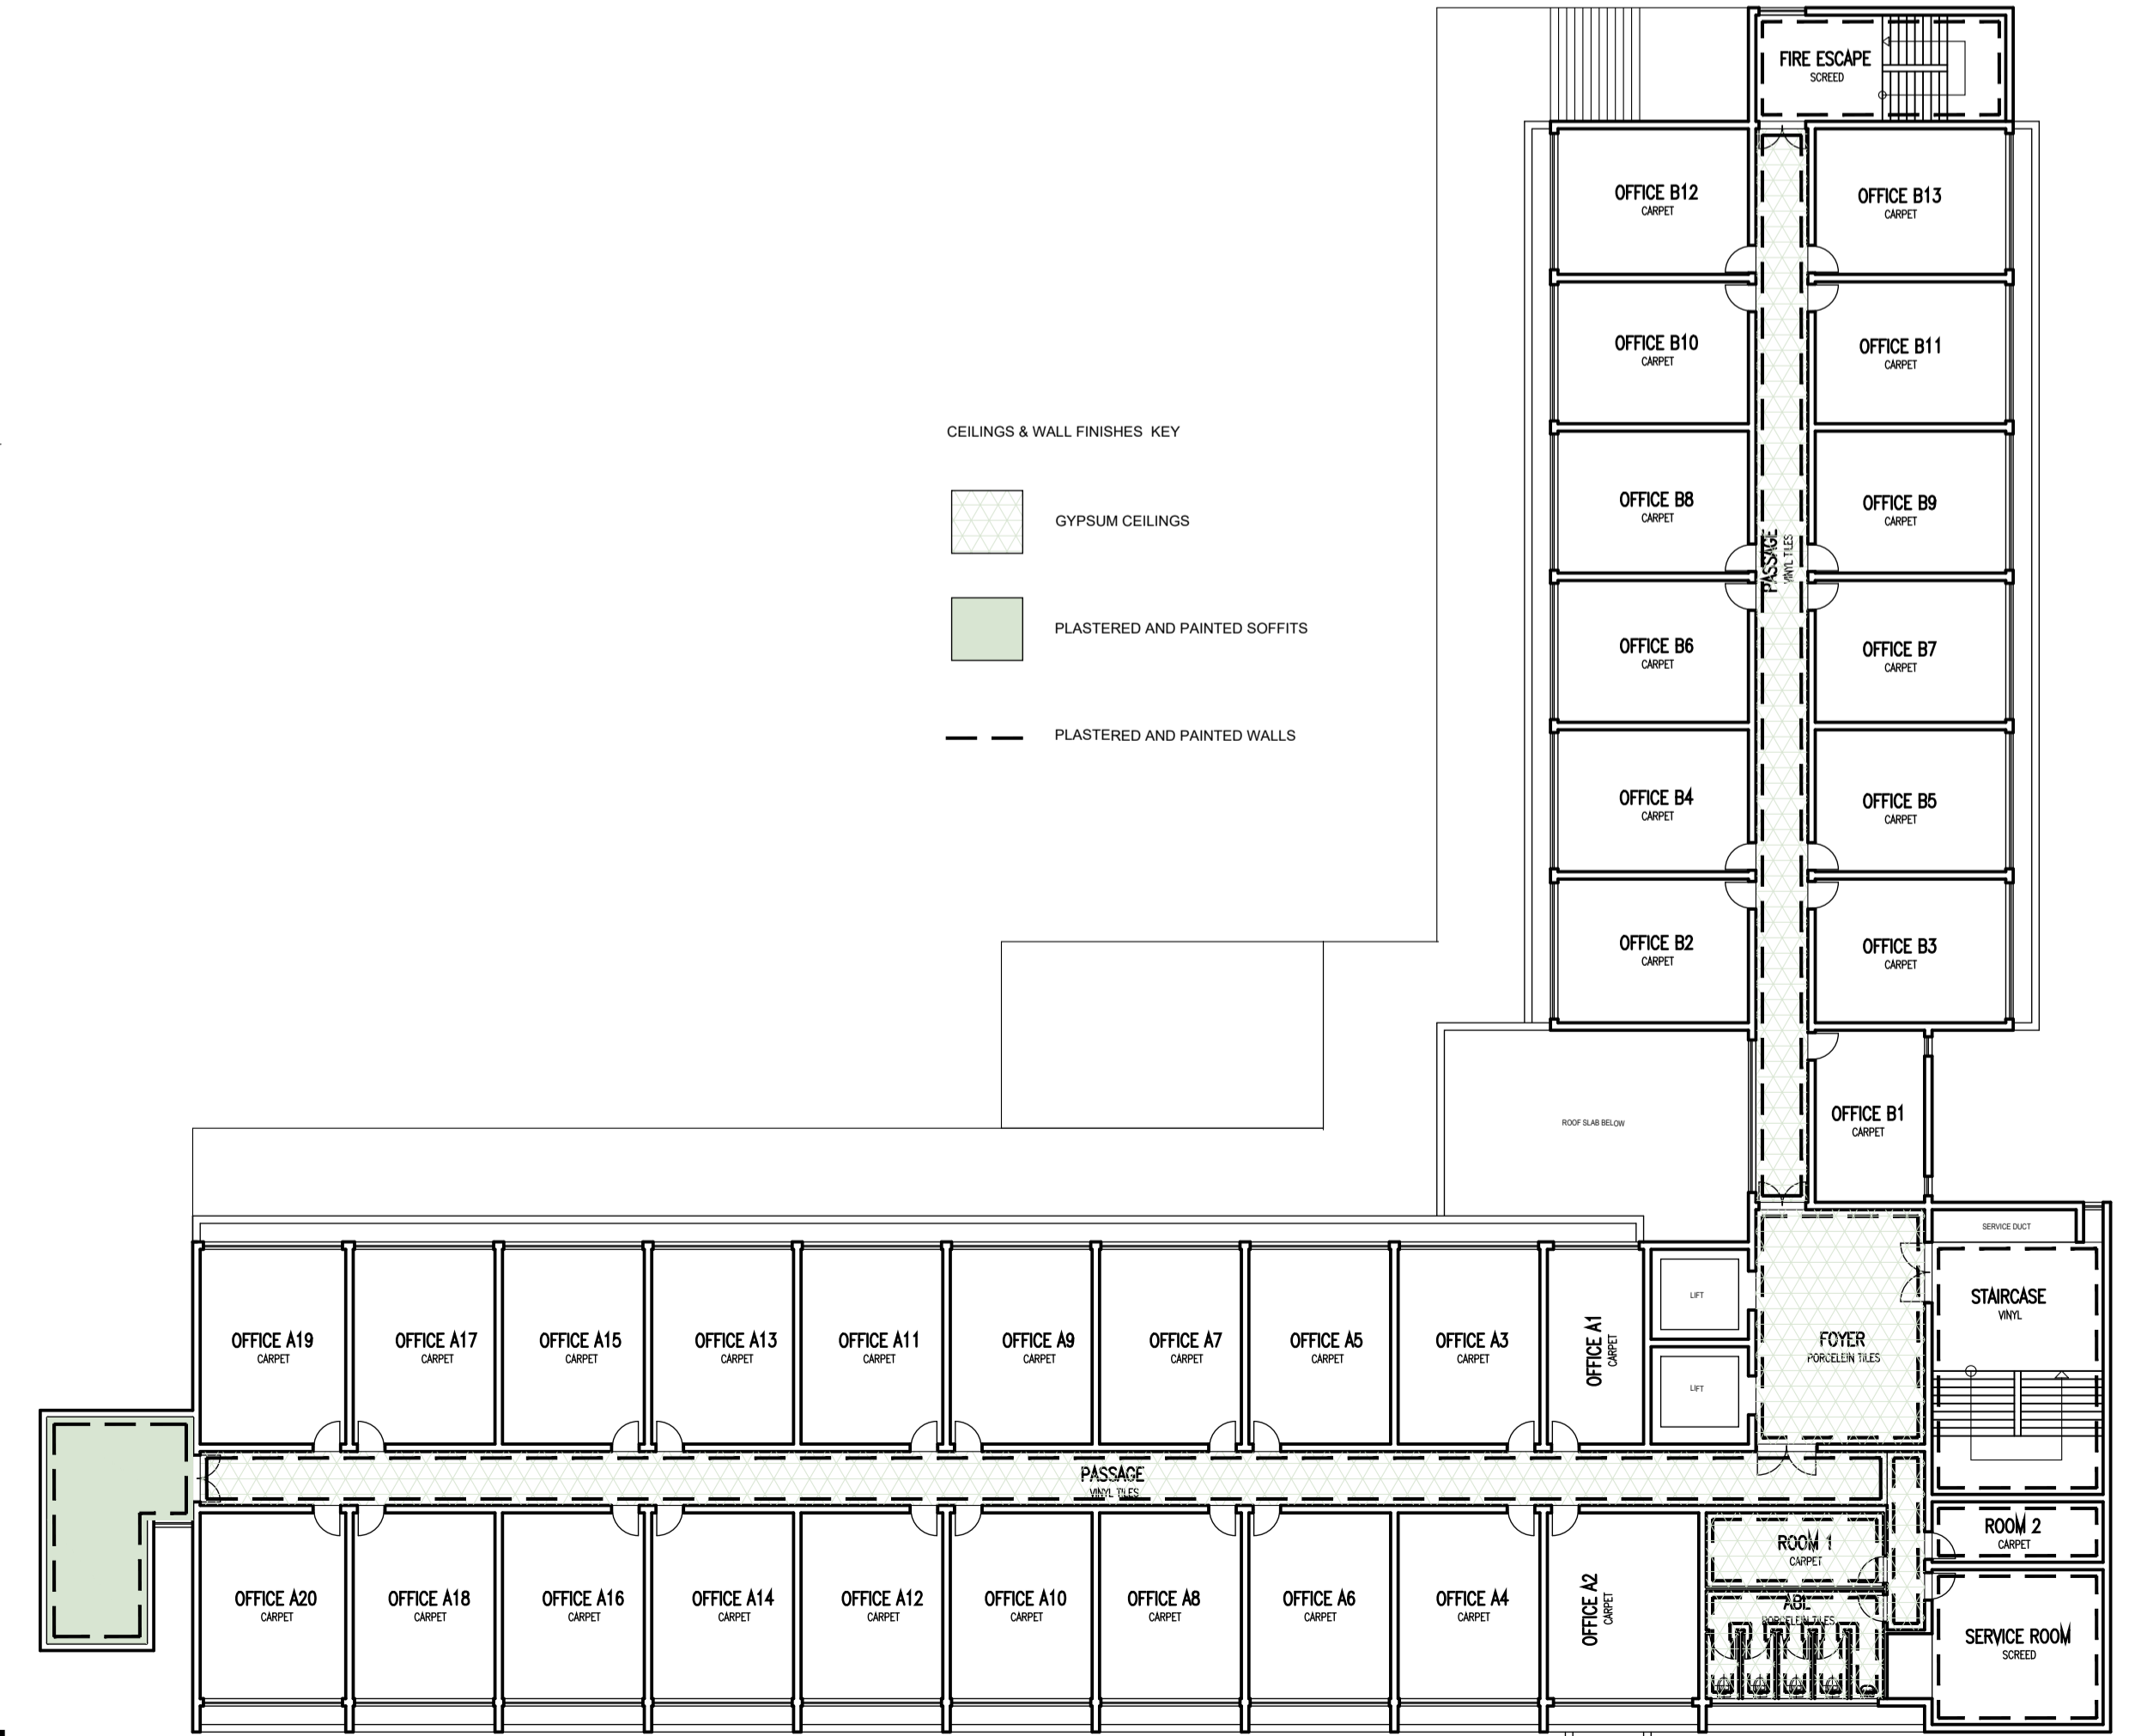 FIRE ESCAPE
SCREED
OFFICE B12
CARPET
OFFICE B13
CARPET
OFFICE B10
CARPET
OFFICE B11
CARPET
CEILINGS & WALL FINISHES KEY
GYPSUM CEILINGS
PLASTERED AND PAINTED SOFFITS
PLASTERED AND PAINTED WALLS
OFFICE B8
CARPET
OFFICE B9
CARPET
PASSAGE
VINYL TILES
OFFICE B6
CARPET
OFFICE B7
CARPET
OFFICE B4
CARPET
OFFICE B5
CARPET
OFFICE B2
CARPET
OFFICE B3
CARPET
ROOF SLAB BELOW
OFFICE B1
CARPET
SERVICE DUCT
OFFICE A19
CARPET
OFFICE A17
CARPET
OFFICE A15
CARPET
OFFICE A13
CARPET
OFFICE A11
CARPET
OFFICE A9
CARPET
OFFICE A7
CARPET
OFFICE A5
CARPET
OFFICE A3
CARPET
OFFICE A1
CARPET
LIFT
LIFT
FOYER
PORCELEIN TILES
STAIRCASE
VINYL
PASSAGE
VINYL TILES
OFFICE A20
CARPET
OFFICE A18
CARPET
OFFICE A16
CARPET
OFFICE A14
CARPET
OFFICE A12
CARPET
OFFICE A10
CARPET
OFFICE A8
CARPET
OFFICE A6
CARPET
OFFICE A4
CARPET
OFFICE A2
CARPET
ROOM 1
CARPET
ROOM 2
CARPET
ABL
PORCELEIN TILES
SERVICE ROOM
SCREED